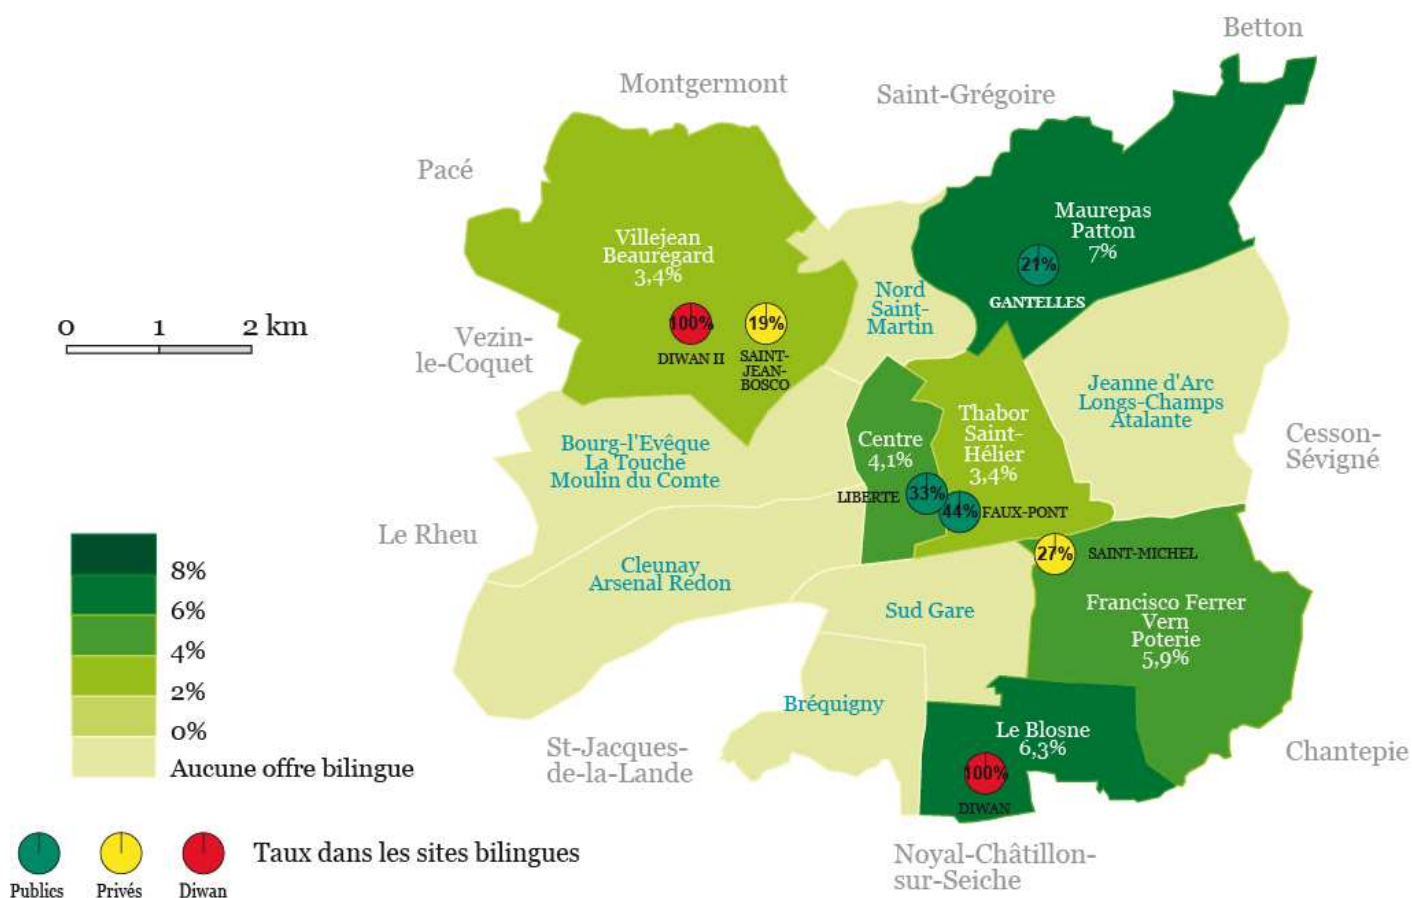 Betton
Montgermont
Saint-Grégoire
Pacé
Maurepas
Patton
7%
21%
GANTELLES
Villejean
Beauregard
3,4%
100%
DIWAN II
19%
SAINT-
JEAN-
BOSCO
Nord
Saint-
Martin
0 1 2 km
Vezin-
le-Coquet
Jeanne d'Arc
Longs-Champs
Atalante
Thabor
Saint-
Hélier
3,4%
Centre
4,1%
Cesson-
Sévigné
Bourg-l'Evêque
La Touche
Moulin du Comte
LIBERTE
33%
44%
FAUX-PONT
Le Rheu
27%
SAINT-MICHEL
Cleunay
Arsenal Redon
Sud Gare
Francisco Ferrer
Vern
Poterie
5,9%
8%
6%
4%
2%
0%
Aucune offre bilingue
Bréquigny
Le Blosne
6,3%
100%
DIWAN
St-Jacques-
de-la-Lande
Chantepie
Noyal-Châtillon-
sur-Seiche
Taux dans les sites bilingues
Publics
Privés
Diwan